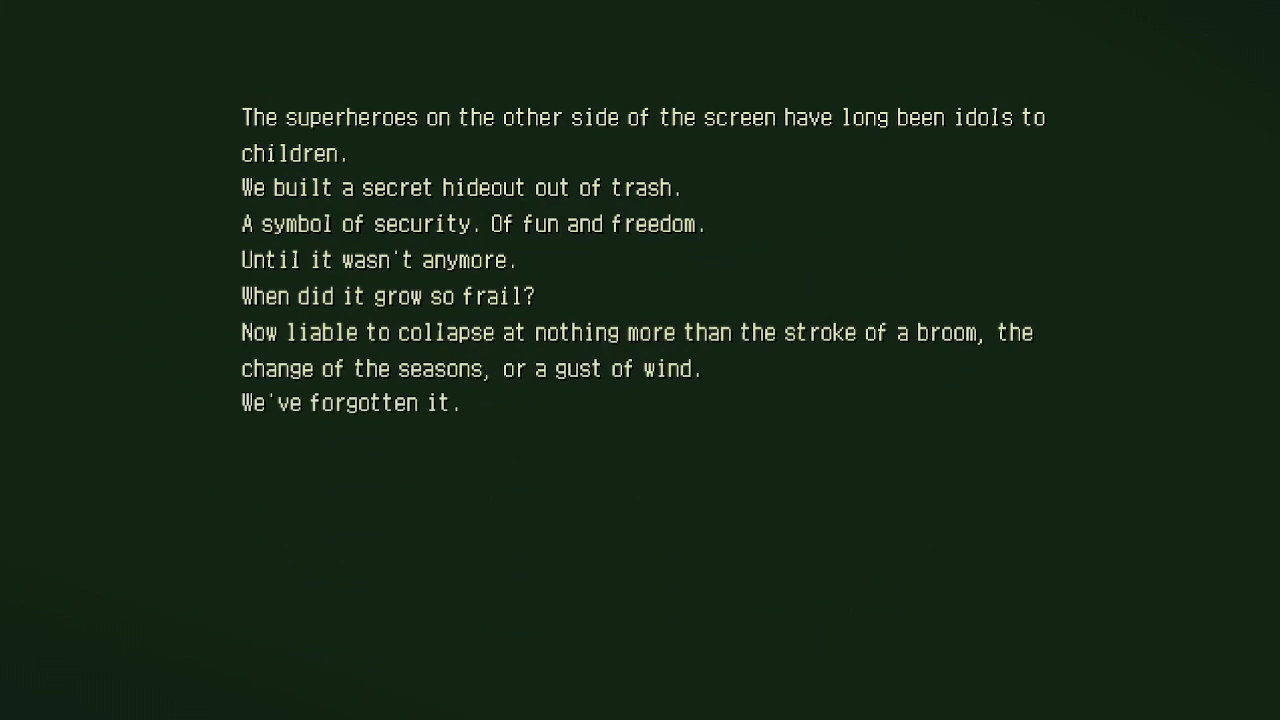 The superheroes on the other side of the screen have long been idols to
children.
We built a secret hideout out of trash.
A symbol of security. Of fun and freedom.
Until it wasn't anymore.
When did it grow so frail?
Now liable to collapse at nothing more than the stroke of a broom, the
change of the seasons, or a gust of wind.
We've forgotten it.